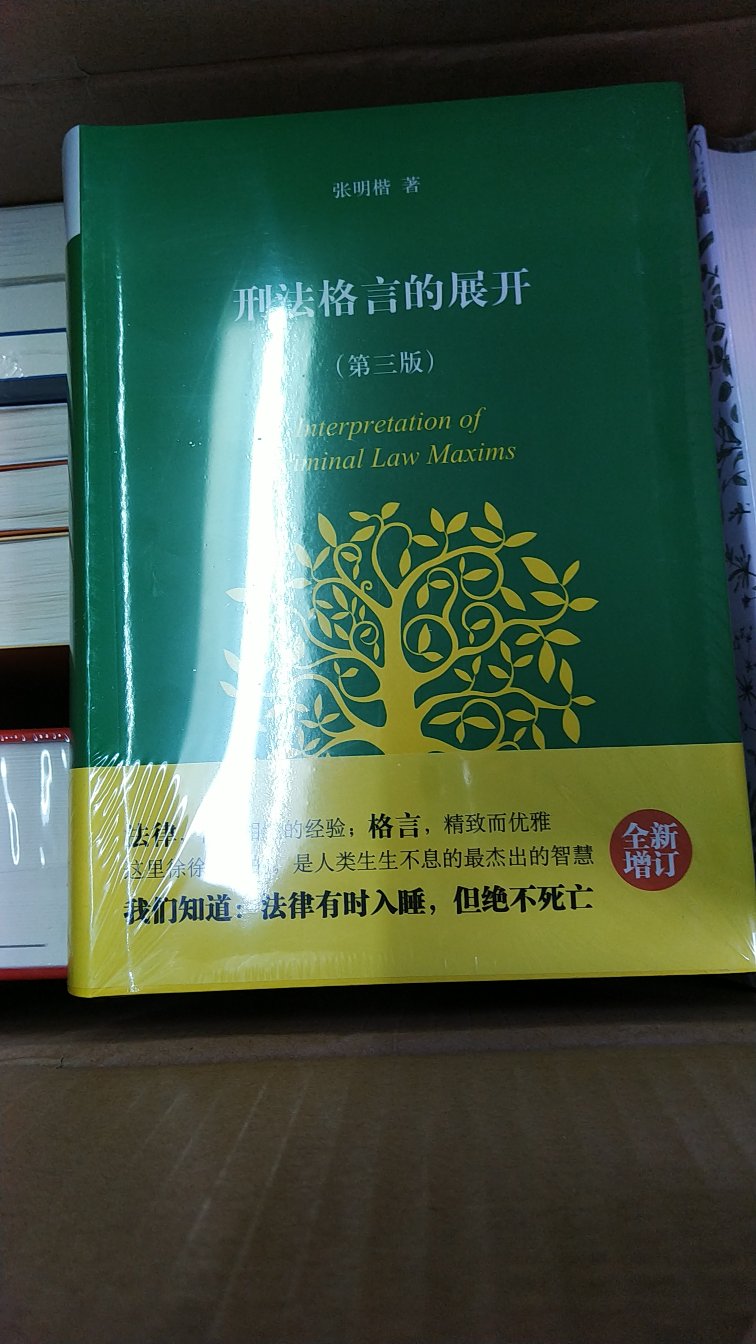 张明楷 著
刑法格言的展开
（第三版）
Interpretation of
Criminal Law Maxims
法律 的经验；格言，精致而优雅
这里徐徐 是人类生生不息的最杰出的智慧
我们知道：法律有时入睡，但绝不死亡
全新
增订